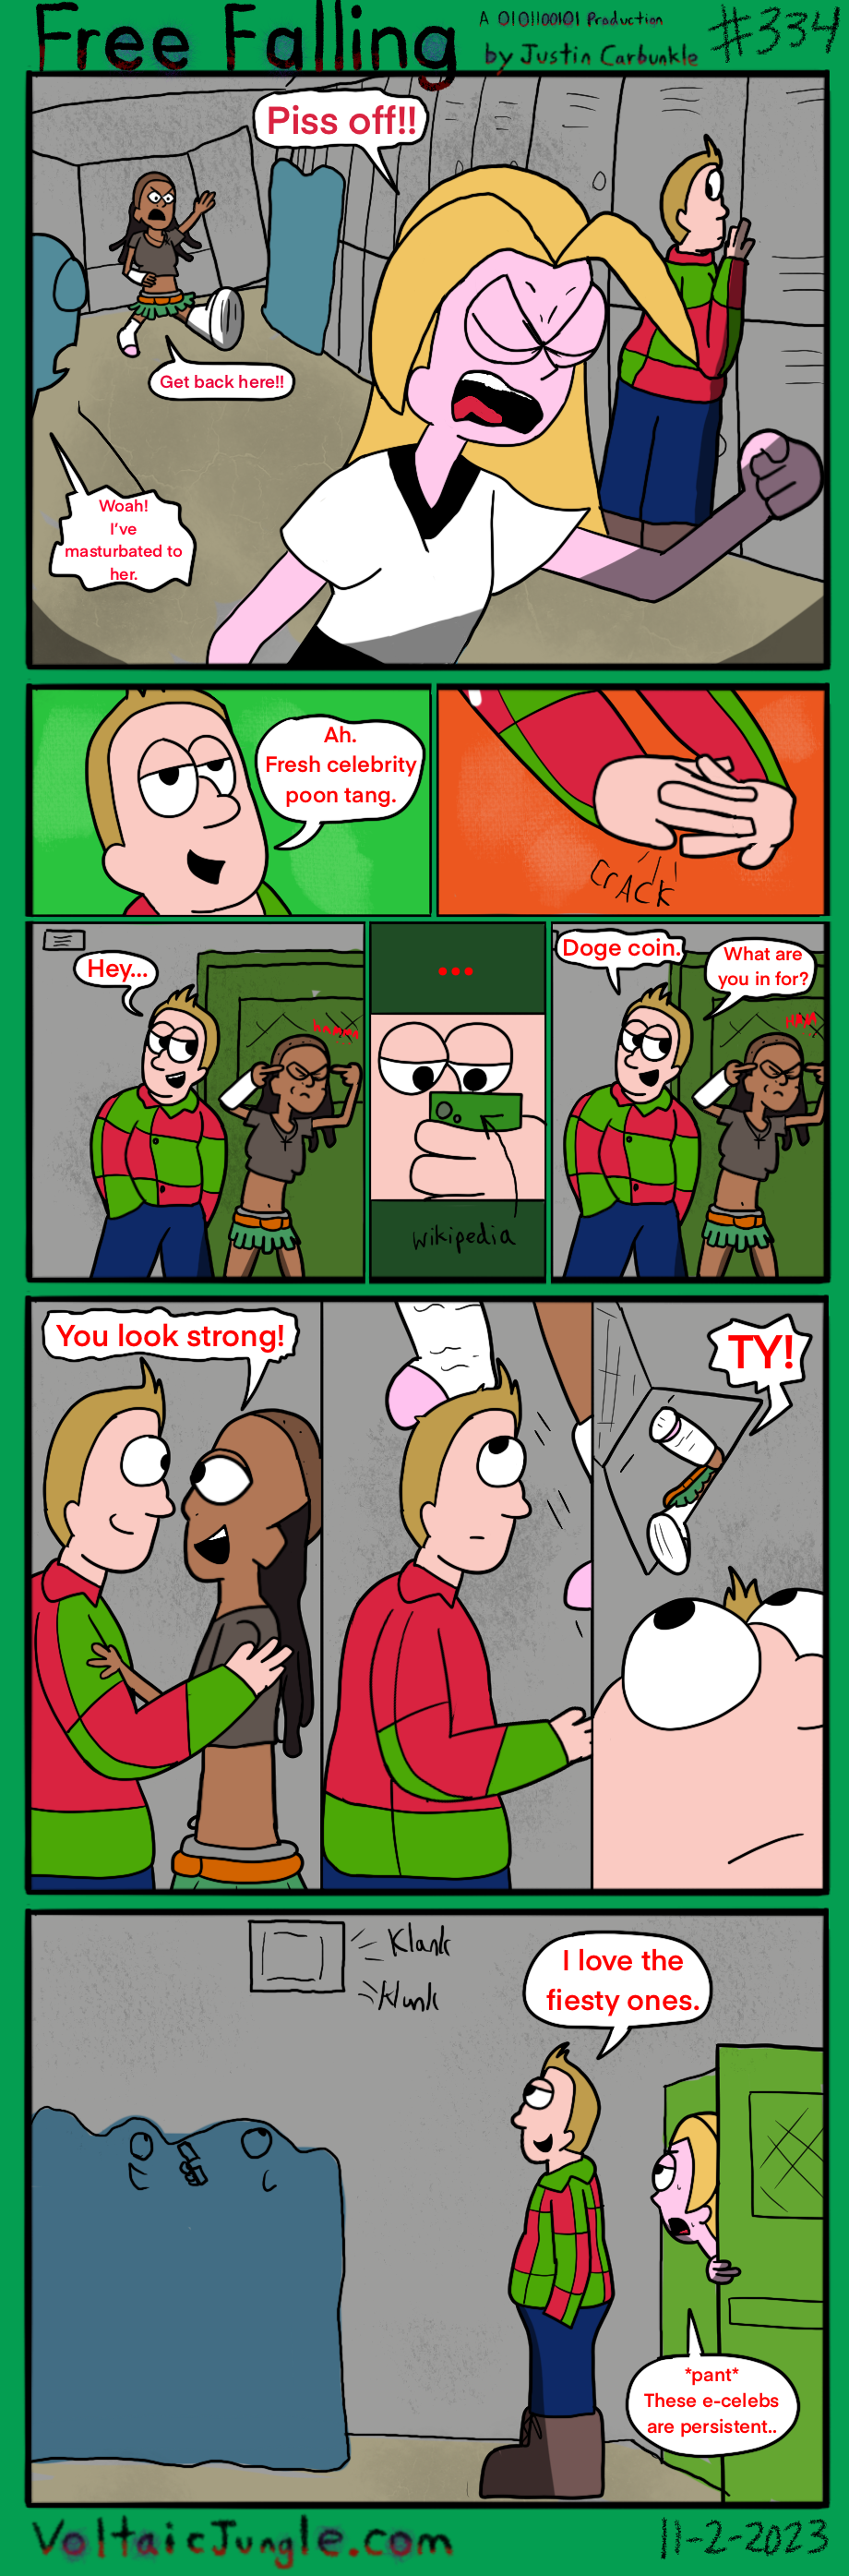 Free Falling
A 0101100101 Production
by Justin Carbunkle
#334
Piss off!!
Get back here!!
Woah!
I've
masturbated to
her.
Ah.
Fresh celebrity
poon tang.
CrACK
Hey...
...
wikipedia
Doge coin.
What are
you in for?
You look strong!
TY!
Klank
Klunk
I love the
fiesty ones.
*pant*
These e-celebs
are persistent..
VoltaicJungle.com
11-2-2023